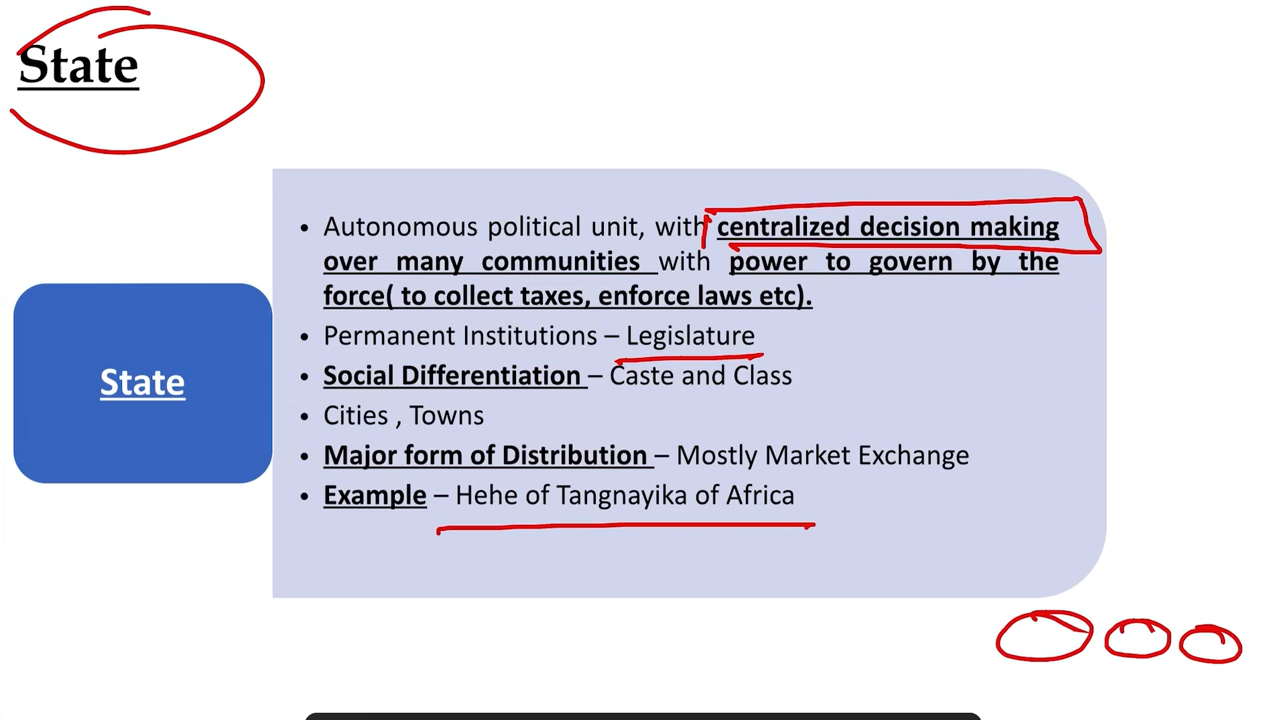 State
Autonomous political unit, with centralized decision making
over many communities with power to govern by the
force( to collect taxes, enforce laws etc).
Permanent Institutions – Legislature
Social Differentiation – Caste and Class
Cities , Towns
Major form of Distribution – Mostly Market Exchange
Example – Hehe of Tangnayika of Africa
State